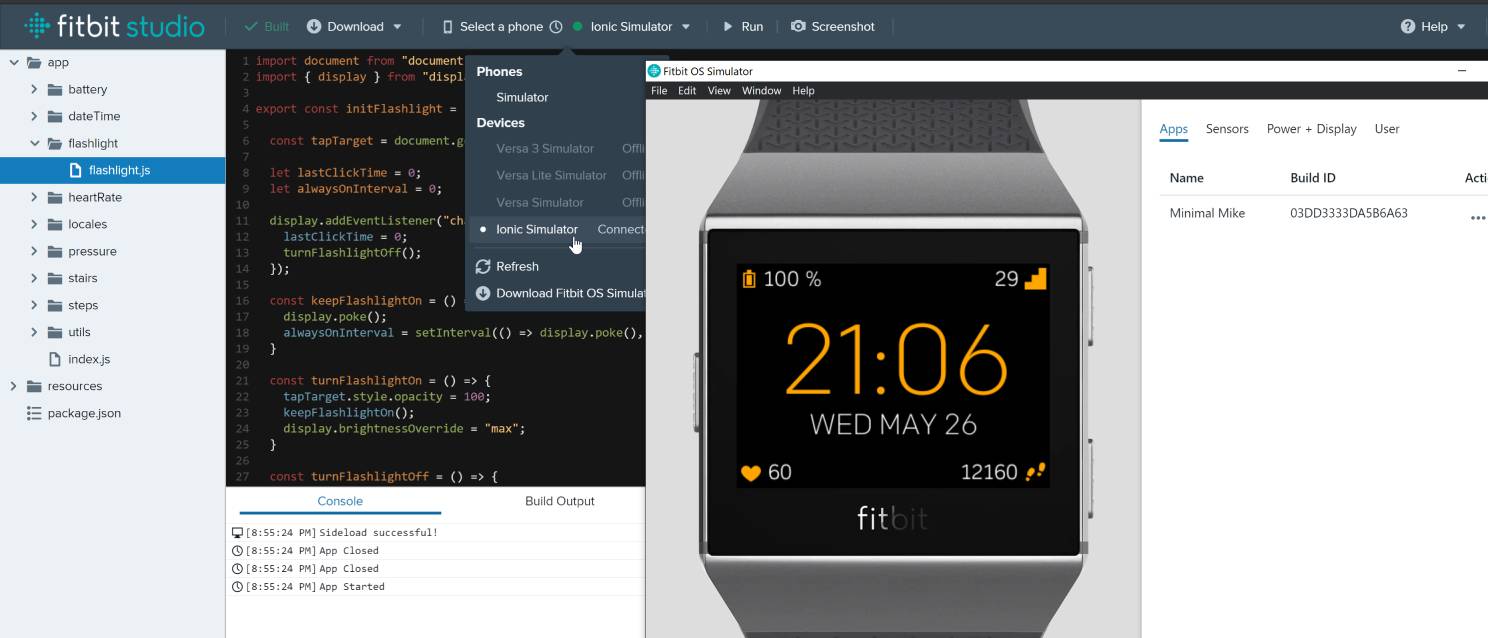 fitbit studio
Built
Download
Select a phone
Ionic Simulator
Run
Screenshot
Help
app
battery
dateTime
flashlight
flashlight.js
heartRate
locales
pressure
stairs
steps
utils
index.js
resources
package.json
1 import document from "document
2 import { display } from "displ
3
4 export const initFlashlight =
5
6 const tapTarget = document.g
7
8 let lastClickTime = 0;
9 let alwaysOnInterval = 0;
10
11 display.addEventListener("ch
12 lastClickTime = 0;
13 turnFlashlightOff();
14 });
15
16 const keepFlashlightOn = ()
17 display.poke();
18 alwaysOnInterval = setInterval(() => display.poke(),
19 }
20
21 const turnFlashlightOn = () => {
22 tapTarget.style.opacity = 100;
23 keepFlashlightOn();
24 display.brightnessOverride = "max";
25 }
26
27 const turnFlashlightOff = () => {
Phones
Simulator
Devices
Versa 3 Simulator Offli
Versa Lite Simulator Offli
Versa Simulator Offli
Ionic Simulator Connect
Refresh
Download Fitbit OS Simulat
Console
Build Output
[8:55:24 PM] Sideload successful!
[8:55:24 PM] App Closed
[8:55:24 PM] App Closed
[8:55:24 PM] App Started
Fitbit OS Simulator
File Edit View Window Help
100 %
29
21:06
WED MAY 26
60
12160
fitbit
Apps Sensors Power + Display User
Name Build ID Acti
Minimal Mike 03DD3333DA5B6A63 ...